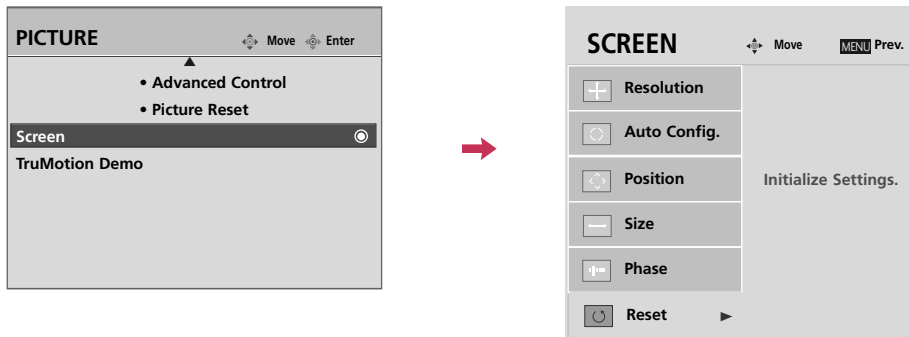 PICTURE Move Enter
• Advanced Control
• Picture Reset
Screen
TruMotion Demo
SCREEN Move MENU Prev.
Resolution
Auto Config.
Position
Initialize Settings.
Size
Phase
Reset